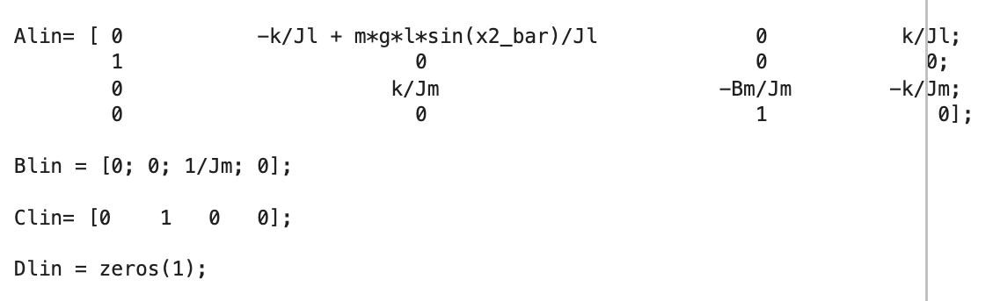 Alin= [ 0 -k/Jl + m*g*l*sin(x2_bar)/Jl 0 k/Jl;
1 0 0 0;
0 k/Jm -Bm/Jm -k/Jm;
0 0 1 0];
Blin = [0; 0; 1/Jm; 0];
Clin= [0 1 0 0];
Dlin = zeros(1);